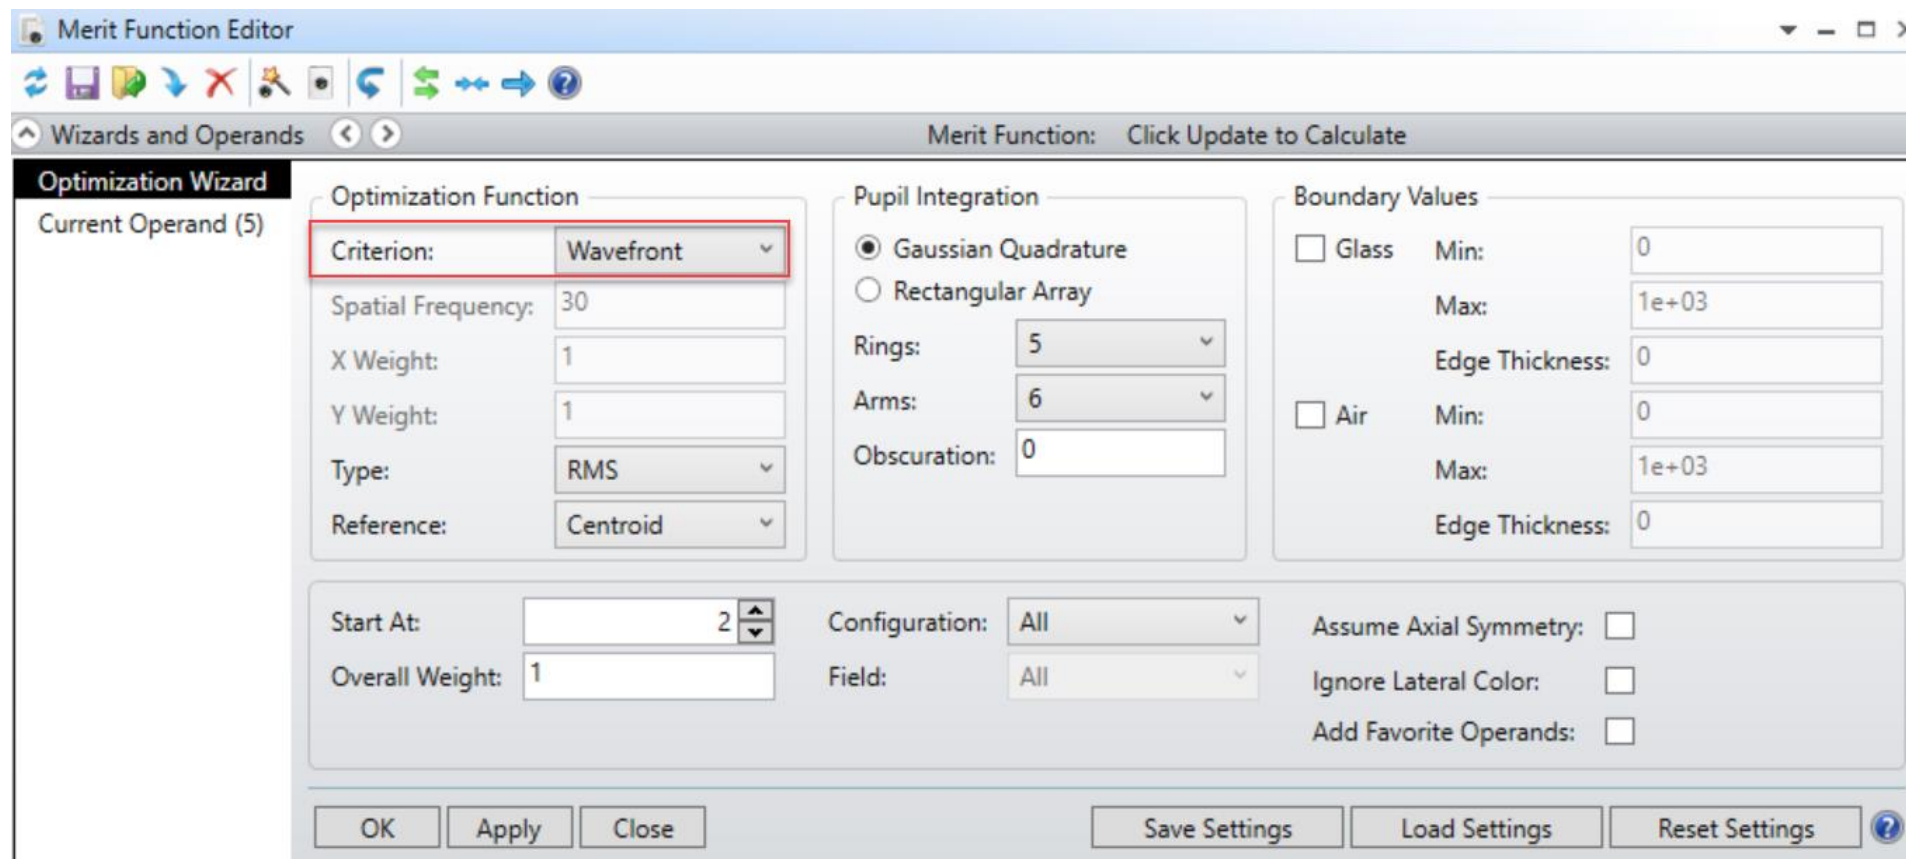 Merit Function Editor
Wizards and Operands Merit Function: Click Update to Calculate
Optimization Wizard
Current Operand (5)
Optimization Function
Criterion: Wavefront
Spatial Frequency: 30
X Weight: 1
Y Weight: 1
Type: RMS
Reference: Centroid
Pupil Integration
Gaussian Quadrature
Rectangular Array
Rings: 5
Arms: 6
Obscuration: 0
Boundary Values
Glass Min: 0
Max: 1e+03
Edge Thickness: 0
Air Min: 0
Max: 1e+03
Edge Thickness: 0
Start At: 2
Overall Weight: 1
Configuration: All
Field: All
Assume Axial Symmetry:
Ignore Lateral Color:
Add Favorite Operands:
OK Apply Close Save Settings Load Settings Reset Settings